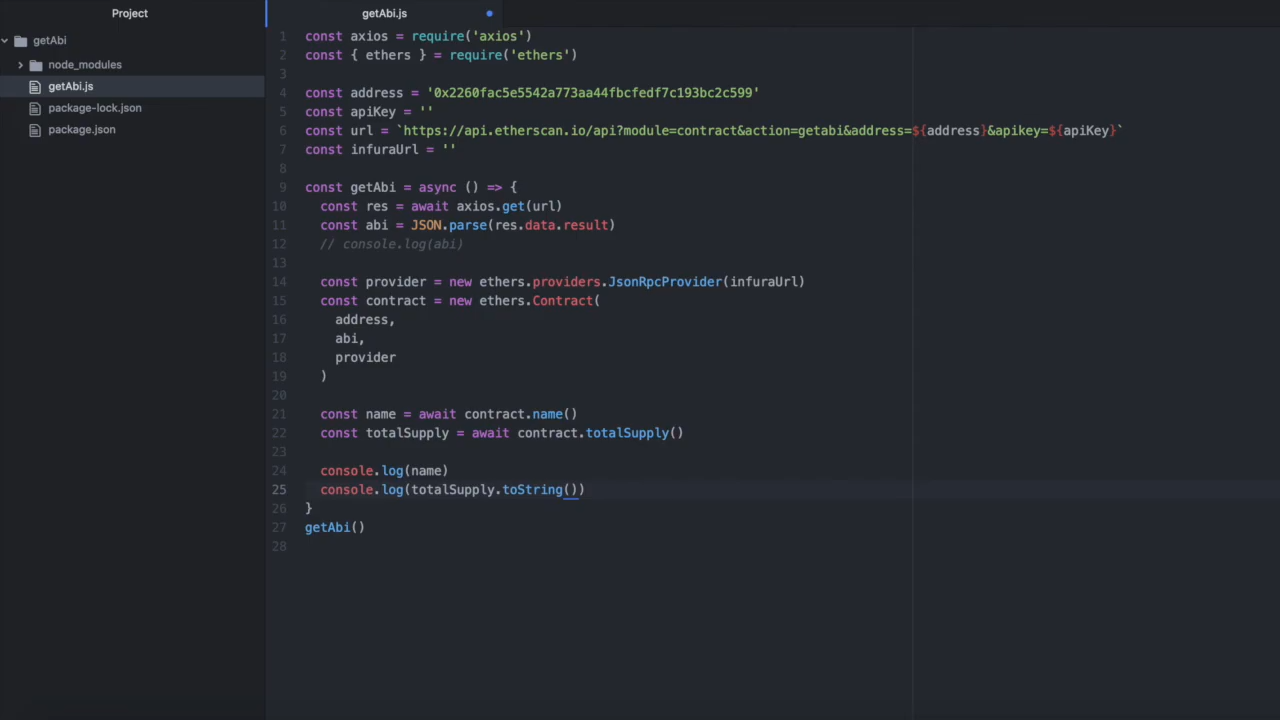 Project
getAbi
node_modules
getAbi.js
package-lock.json
package.json
getAbi.js
1 const axios = require('axios')
2 const { ethers } = require('ethers')
3
4 const address = '0x2260fac5e5542a773aa44fbcfedf7c193bc2c599'
5 const apiKey = ''
6 const url = `https://api.etherscan.io/api?module=contract&action=getabi&address=${address}&apikey=${apiKey}`
7 const infuraUrl = ''
8
9 const getAbi = async () => {
10   const res = await axios.get(url)
11   const abi = JSON.parse(res.data.result)
12   // console.log(abi)
13
14   const provider = new ethers.providers.JsonRpcProvider(infuraUrl)
15   const contract = new ethers.Contract(
16     address,
17     abi,
18     provider
19   )
20
21   const name = await contract.name()
22   const totalSupply = await contract.totalSupply()
23
24   console.log(name)
25   console.log(totalSupply.toString())
26 }
27 getAbi()
28